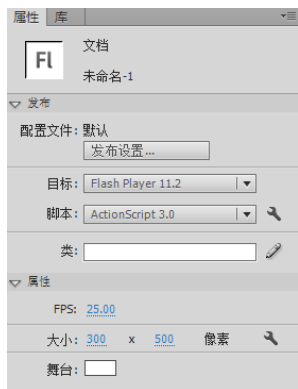 属性 库
Fl
文档
未命名-1
发布
配置文件: 默认
发布设置...
目标: Flash Player 11.2
脚本: ActionScript 3.0
类:
属性
FPS: 25.00
大小: 300 x 500 像素
舞台: